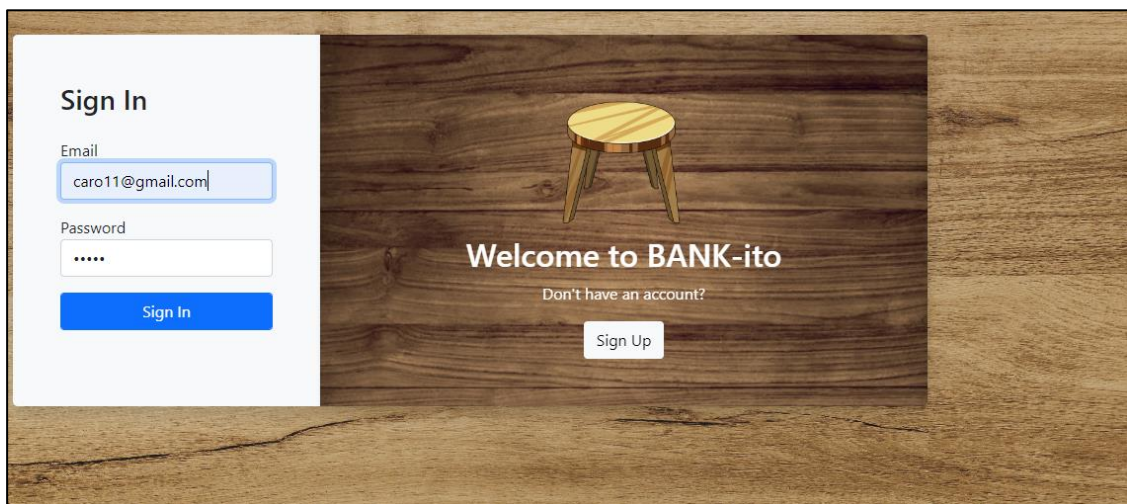 Sign In
Email
caro11@gmail.com
Password
•••••
Sign In
Welcome to BANK-ito
Don't have an account?
Sign Up